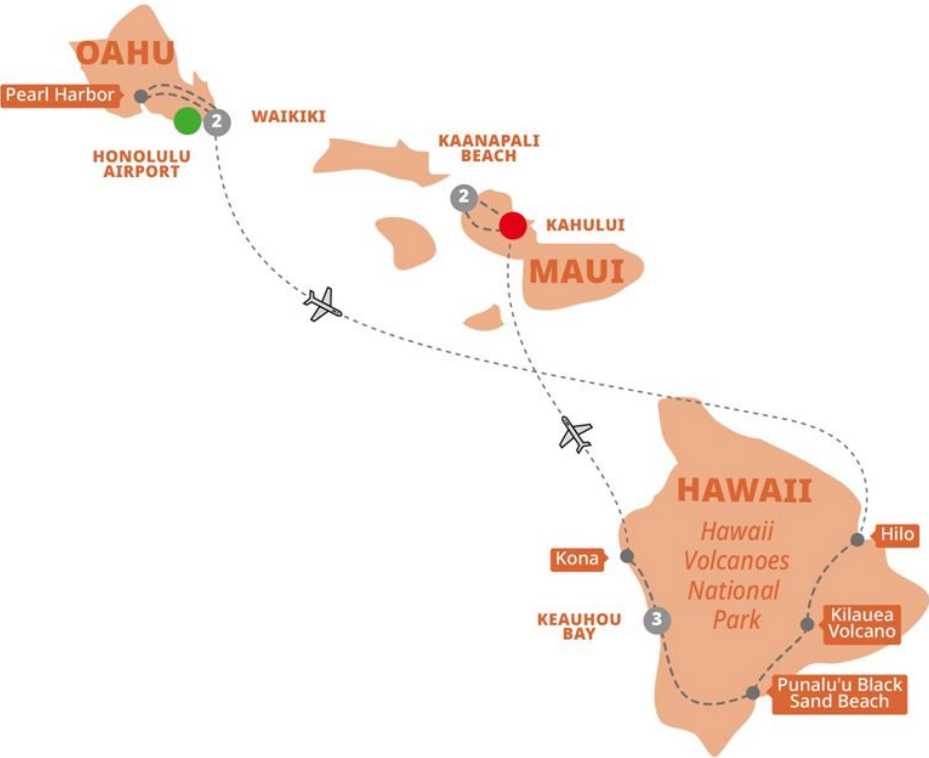 OAHU
Pearl Harbor
2
WAIKIKI
HONOLULU
AIRPORT
KAANAPALI
BEACH
2
KAHULUI
MAUI
HAWAII
Hawaii
Volcanoes
National
Park
Hilo
Kona
KEAUHOU
BAY
3
Kilauea
Volcano
Punalu'u Black
Sand Beach